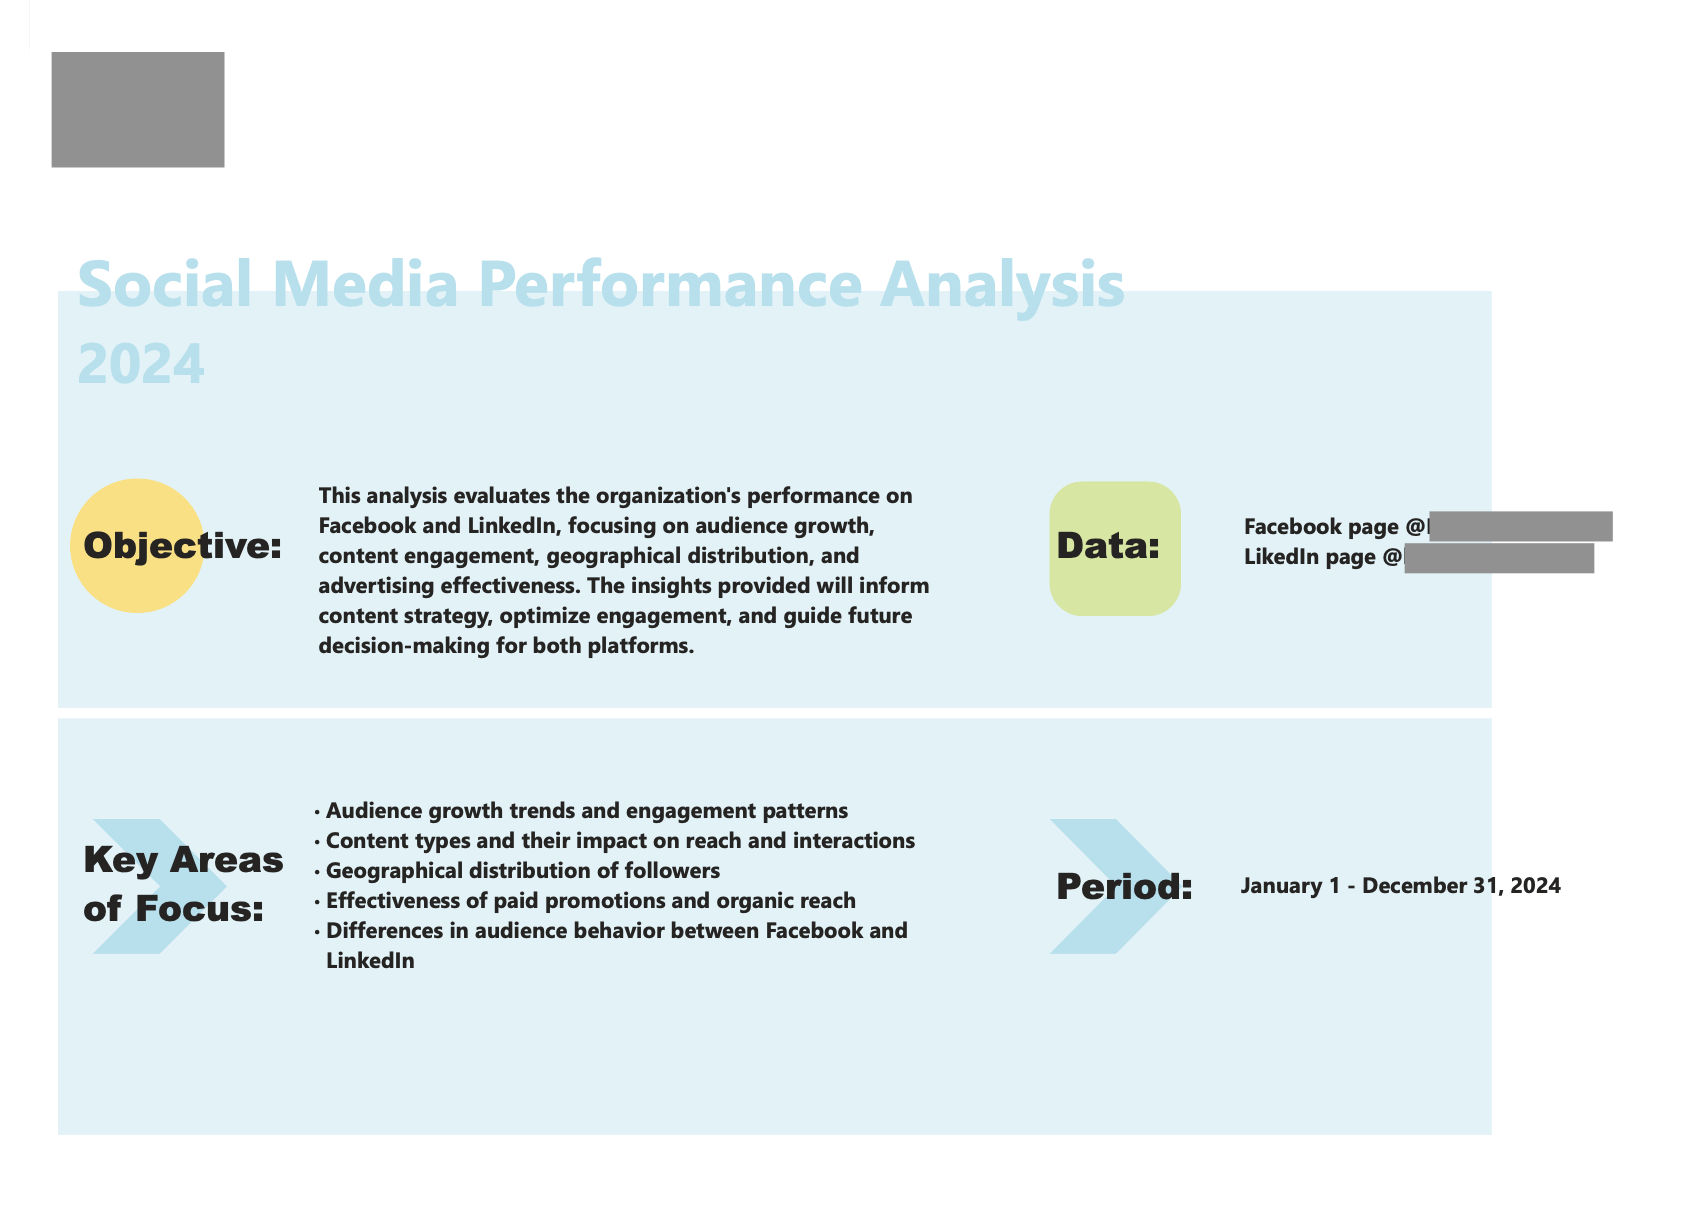 Social Media Performance Analysis
2024
Objective:
This analysis evaluates the organization's performance on
Facebook and LinkedIn, focusing on audience growth,
content engagement, geographical distribution, and
advertising effectiveness. The insights provided will inform
content strategy, optimize engagement, and guide future
decision-making for both platforms.
Data:
Facebook page @
LikedIn page @
Key Areas
of Focus:
· Audience growth trends and engagement patterns
· Content types and their impact on reach and interactions
· Geographical distribution of followers
· Effectiveness of paid promotions and organic reach
· Differences in audience behavior between Facebook and
LinkedIn
Period:
January 1 - December 31, 2024